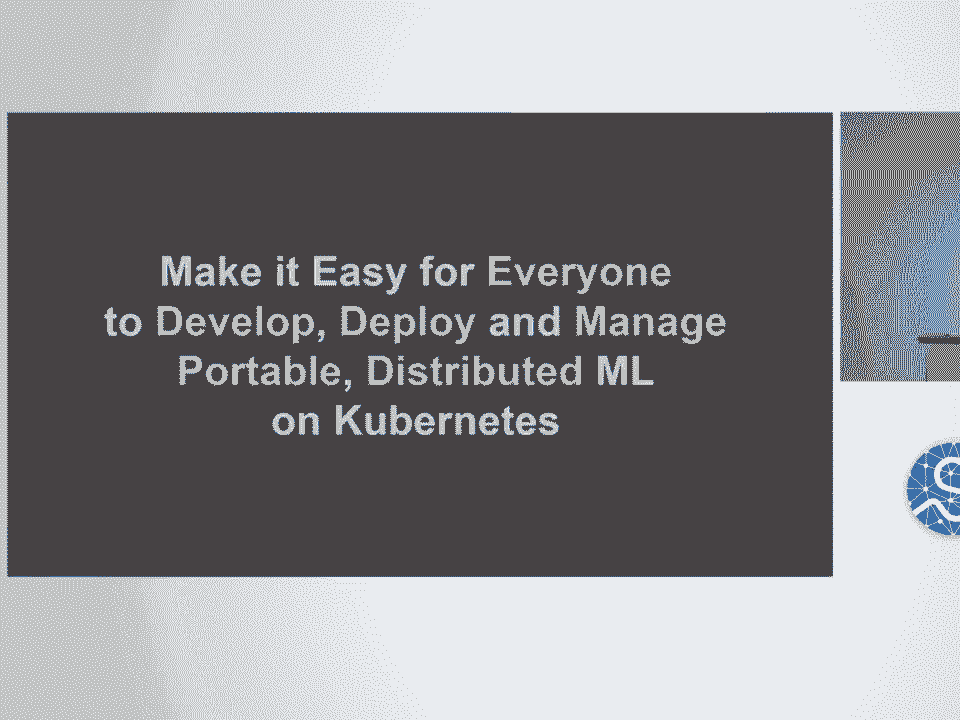 Make it Easy for Everyone
to Develop, Deploy and Manage
Portable, Distributed ML
on Kubernetes